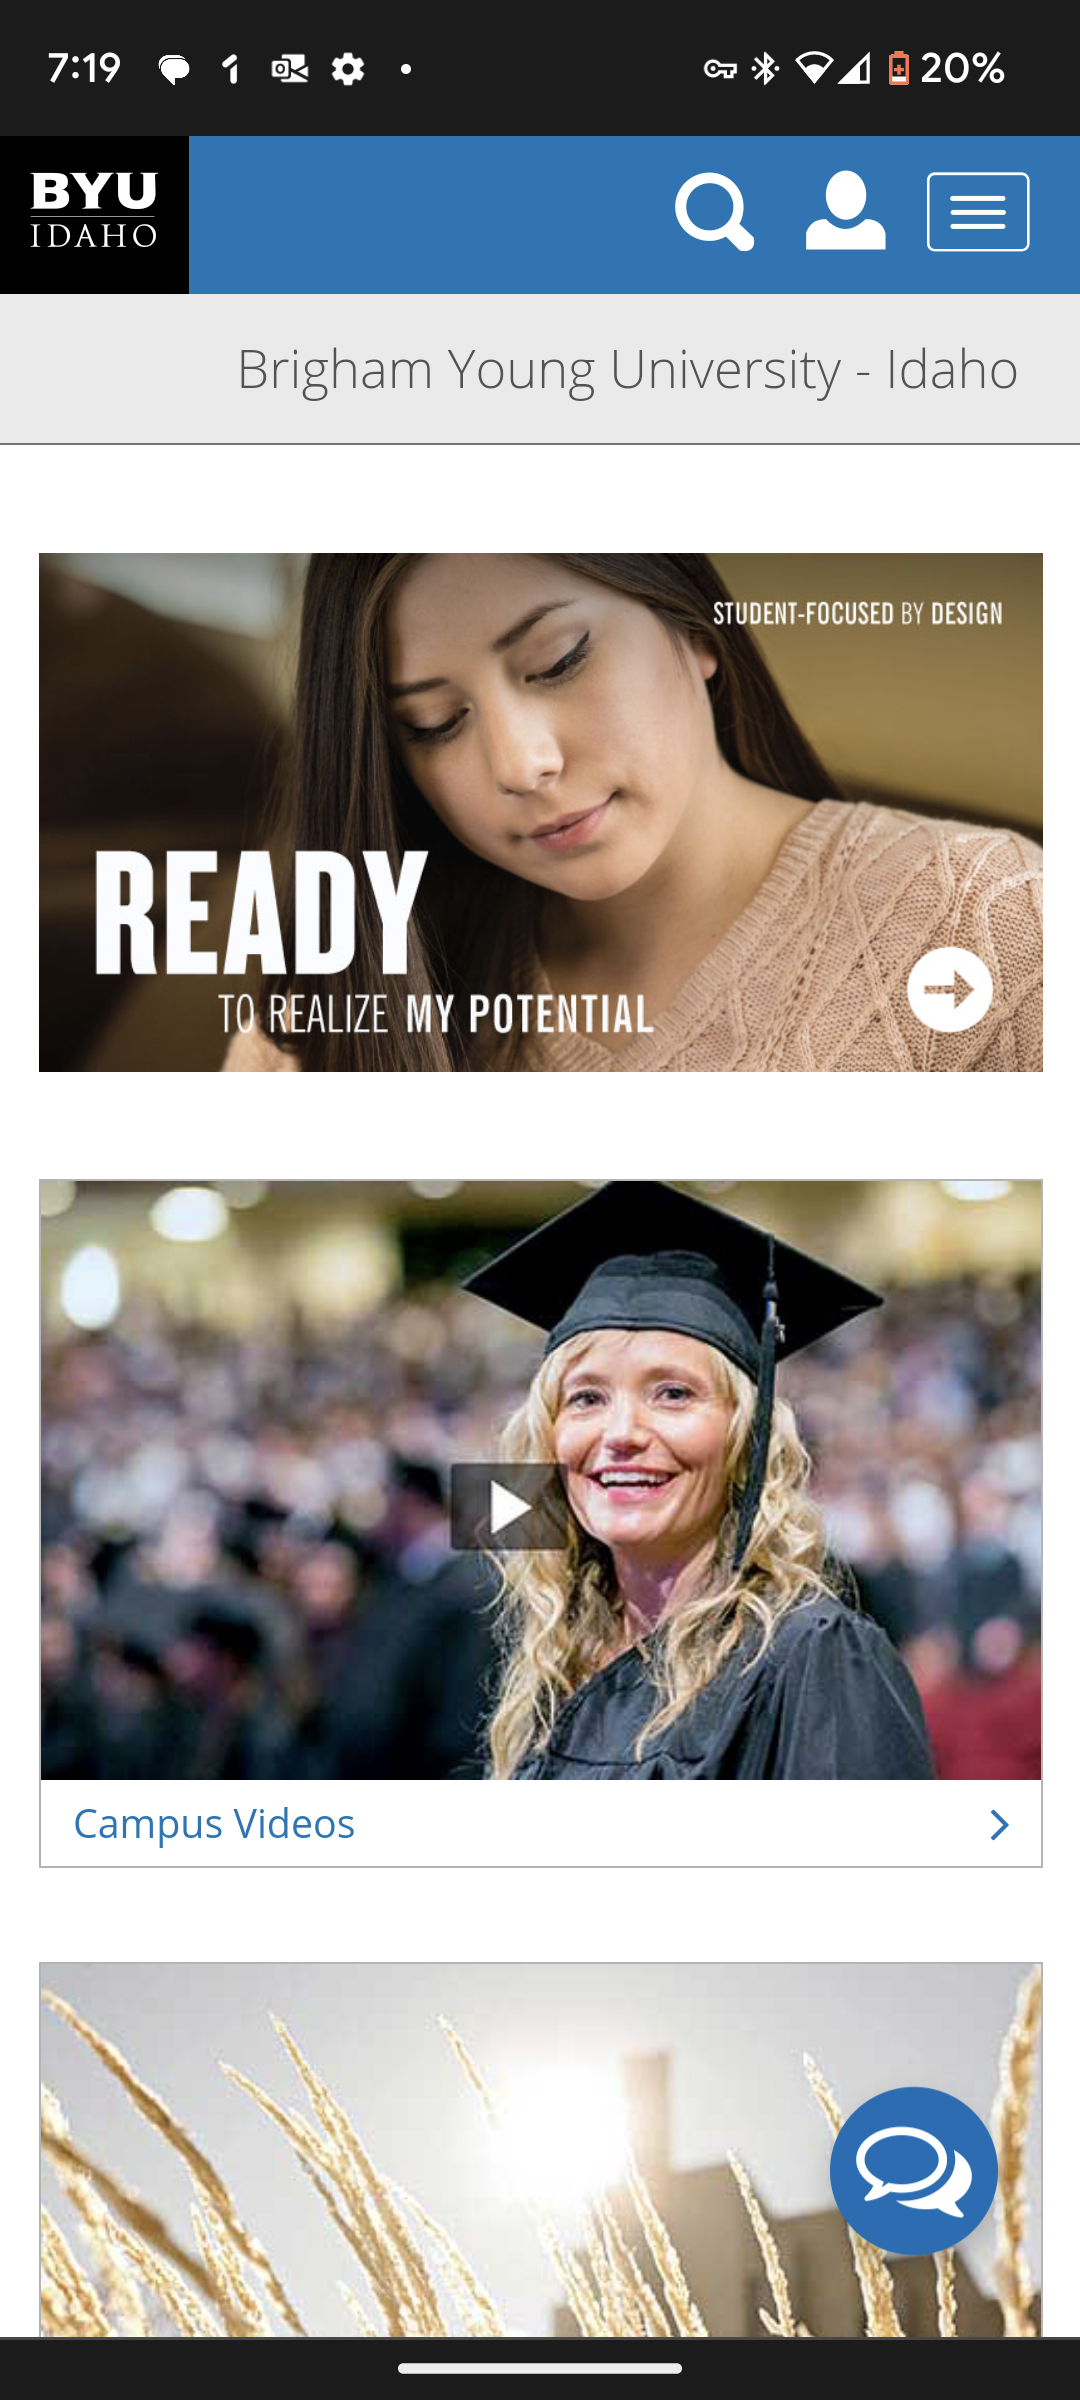 7:19
20%
BYU
IDAHO
Brigham Young University - Idaho
STUDENT-FOCUSED BY DESIGN
READY
TO REALIZE MY POTENTIAL
Campus Videos